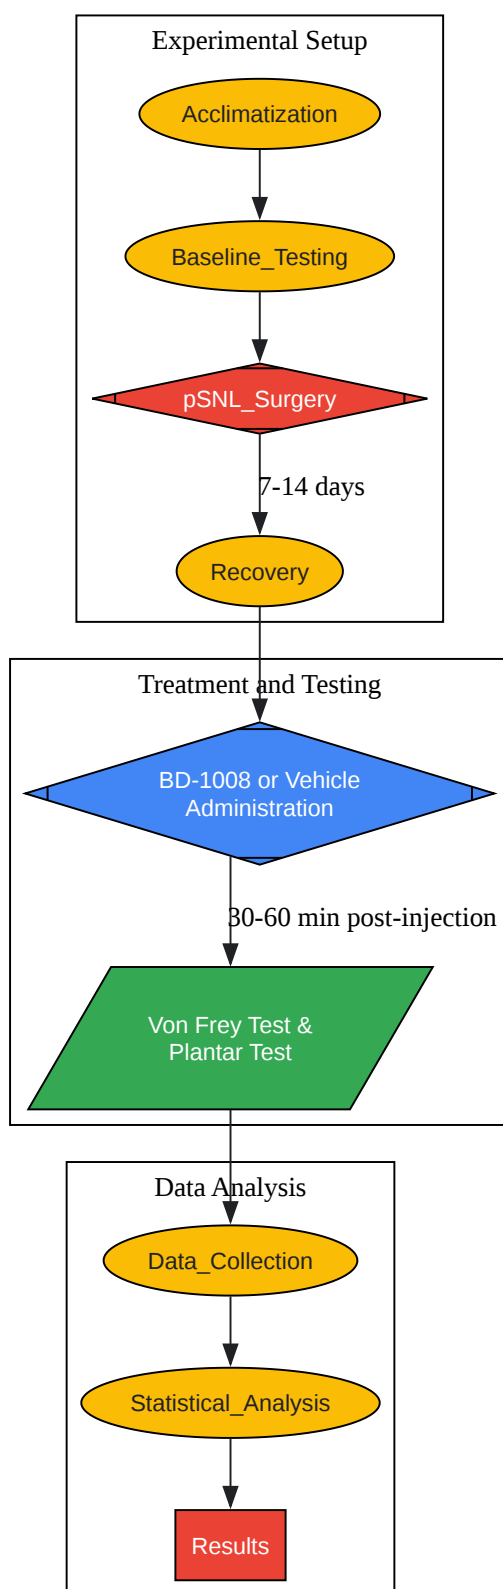 Experimental Setup
Acclimatization
Baseline_Testing
pSNL_Surgery
7-14 days
Recovery
Treatment and Testing
BD-1008 or Vehicle
Administration
30-60 min post-injection
Von Frey Test &
Plantar Test
Data Analysis
Data_Collection
Statistical_Analysis
Results